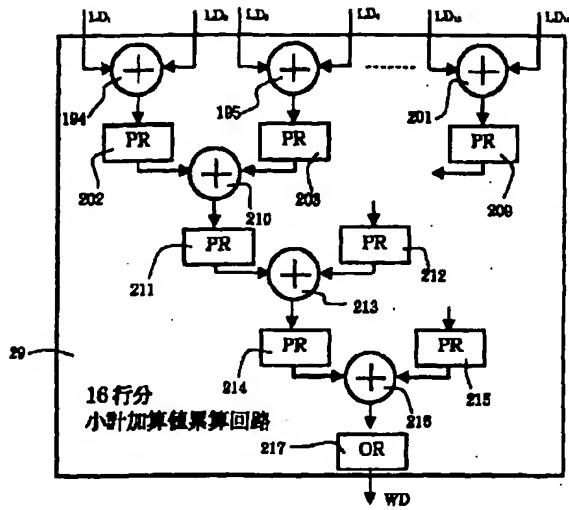 LD₁ LD₂ LD₃ LD₄ LD₁₅
194 195 201
PR PR PR
202 203 209
210
PR PR
211 212
213
PR PR
29 214 215
216
16行分
小計加算値累算回路
217 OR
WD